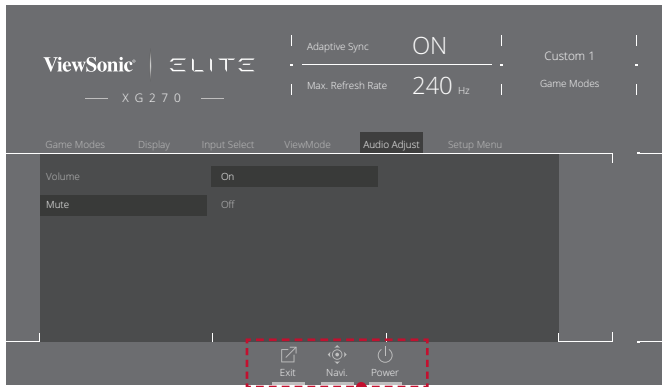 Adaptive Sync ON
ViewSonic® ELITE
Custom 1
Max. Refresh Rate 240 Hz
Game Modes
XG270
Game Modes Display Input Select ViewMode Audio Adjust Setup Menu
Volume On
Mute Off
Exit Navi. Power